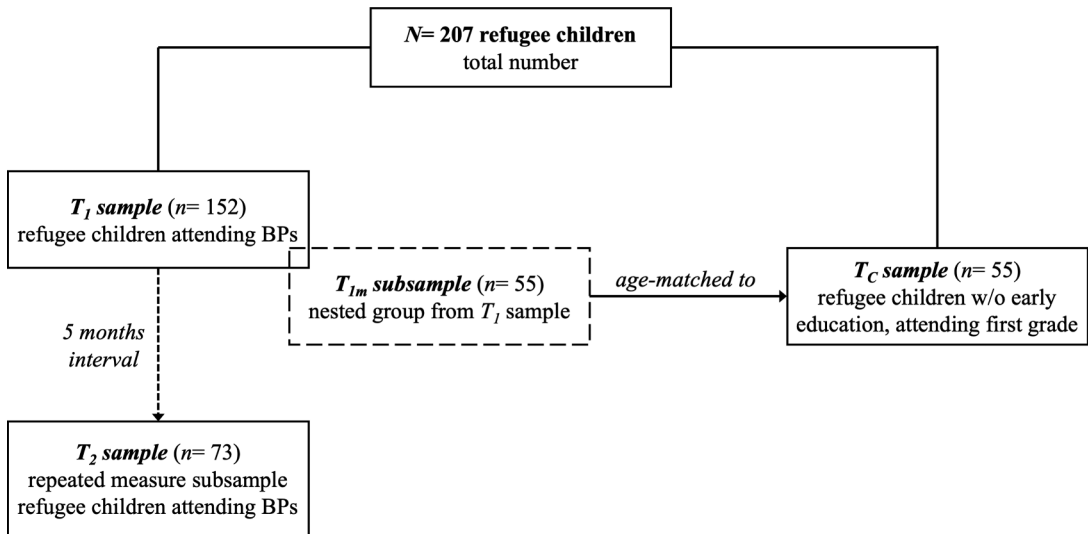 N= 207 refugee children
total number
T1 sample (n= 152)
refugee children attending BPs
T1m subsample (n= 55)
nested group from T1 sample
age-matched to
TC sample (n= 55)
refugee children w/o early
education, attending first grade
5 months
interval
T2 sample (n= 73)
repeated measure subsample
refugee children attending BPs